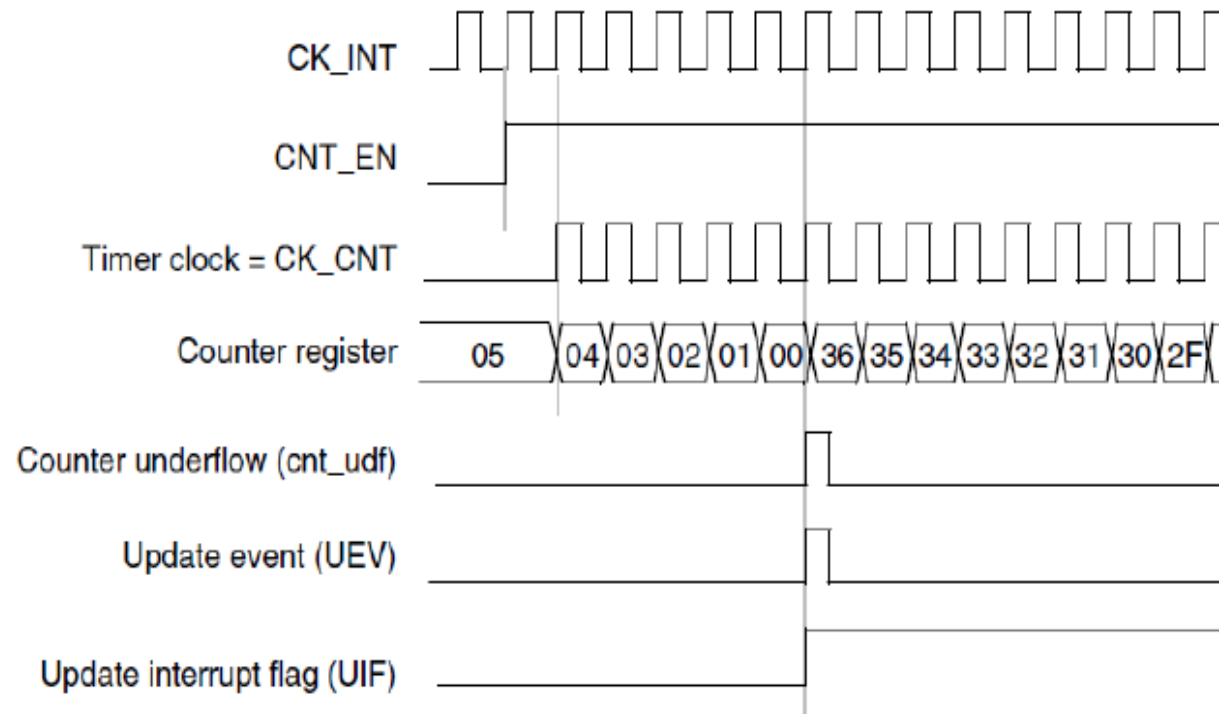 CK_INT
CNT_EN
Timer clock = CK_CNT
Counter register 05 04 03 02 01 00 36 35 34 33 32 31 30 2F
Counter underflow (cnt_udf)
Update event (UEV)
Update interrupt flag (UIF)